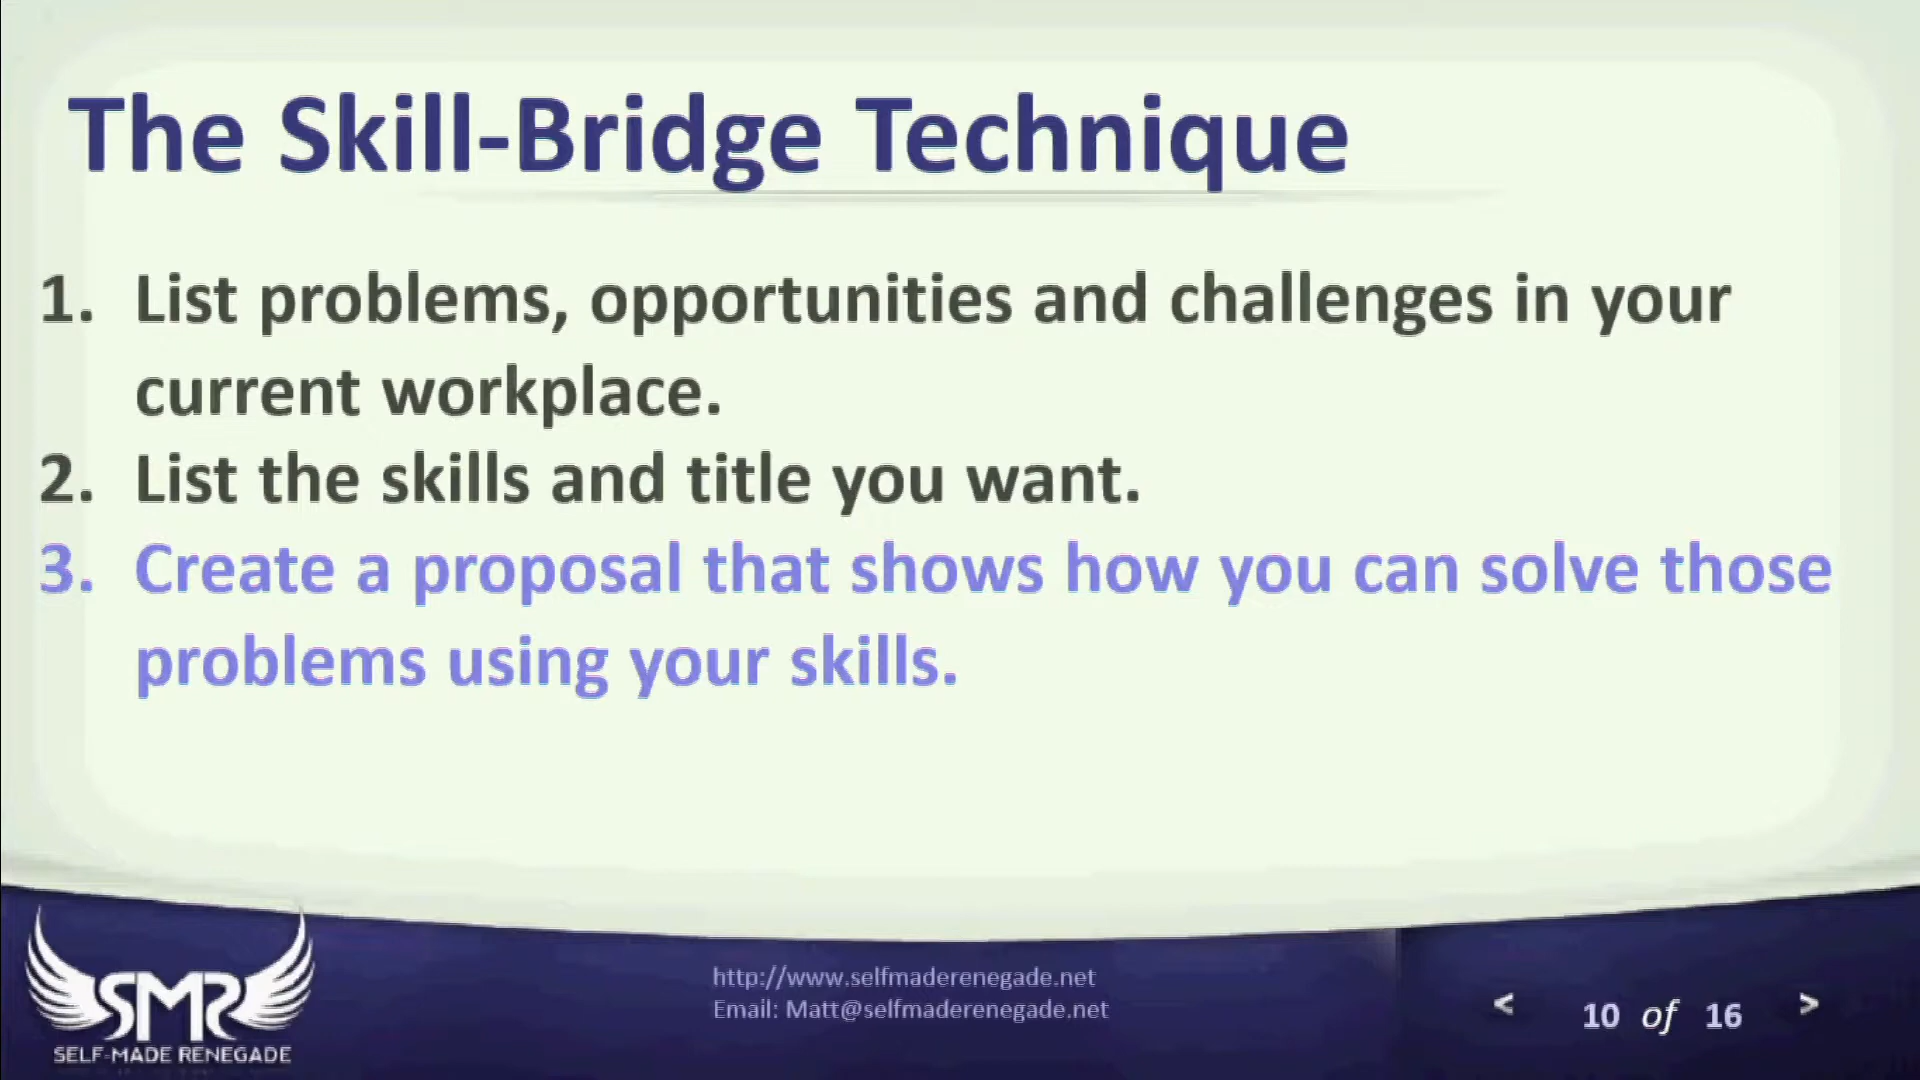 The Skill-Bridge Technique
1. List problems, opportunities and challenges in your
current workplace.
2. List the skills and title you want.
3. Create a proposal that shows how you can solve those
problems using your skills.
SMR
SELF-MADE RENEGADE
http://www.selfmaderenegade.net
Email: Matt@selfmaderenegade.net
< 10 of 16 >